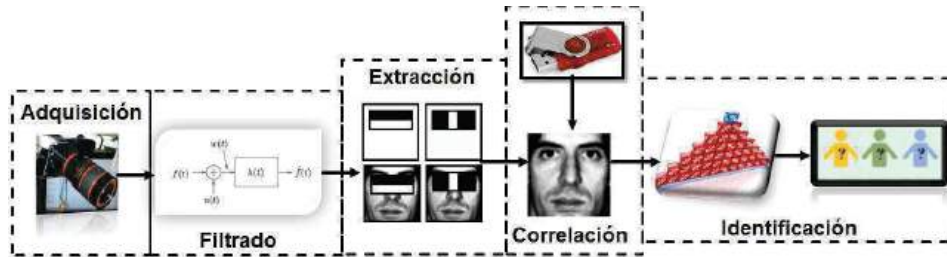 Adquisición
Filtrado
Extracción
Correlación
Identificación
f(t)
n(t)
h(t)
? ? ?